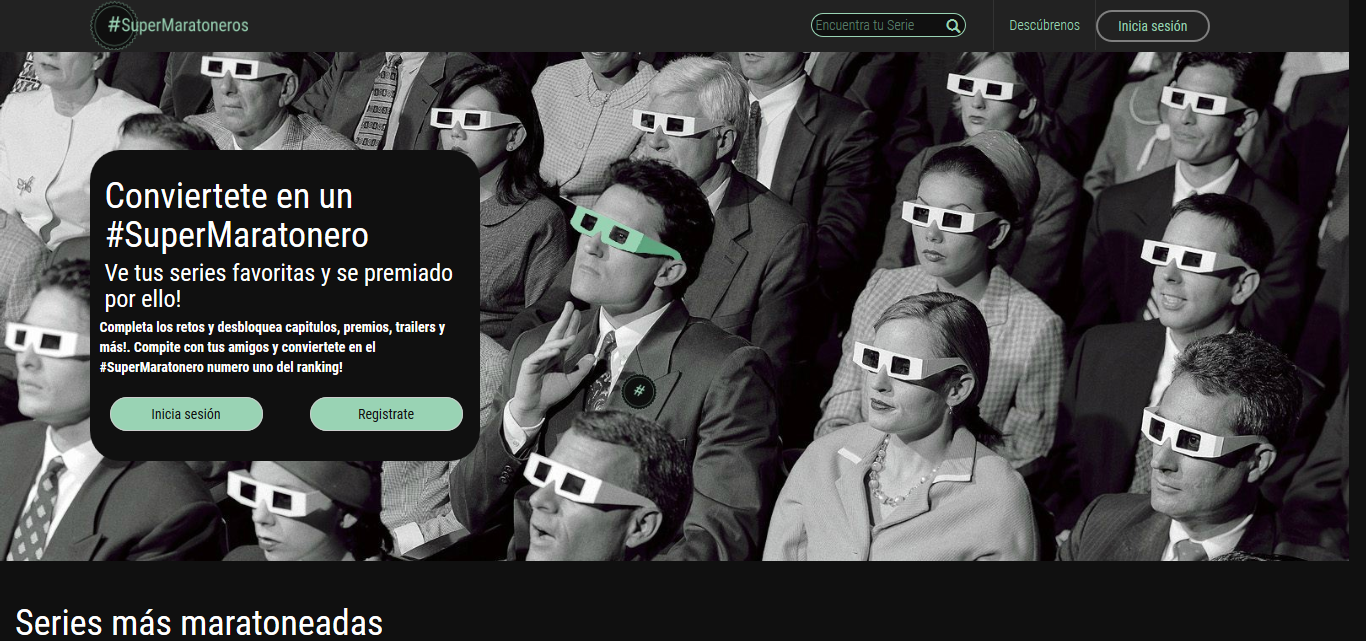 #SuperMaratoneros
Encuentra tu Serie
Descúbrenos
Inicia sesión
Conviertete en un
#SuperMaratonero
Ve tus series favoritas y se premiado
por ello!
Completa los retos y desbloquea capitulos, premios, trailers y
más!. Compite con tus amigos y conviertete en el
#SuperMaratonero numero uno del ranking!
Inicia sesión
Registrate
#
Series más maratoneadas